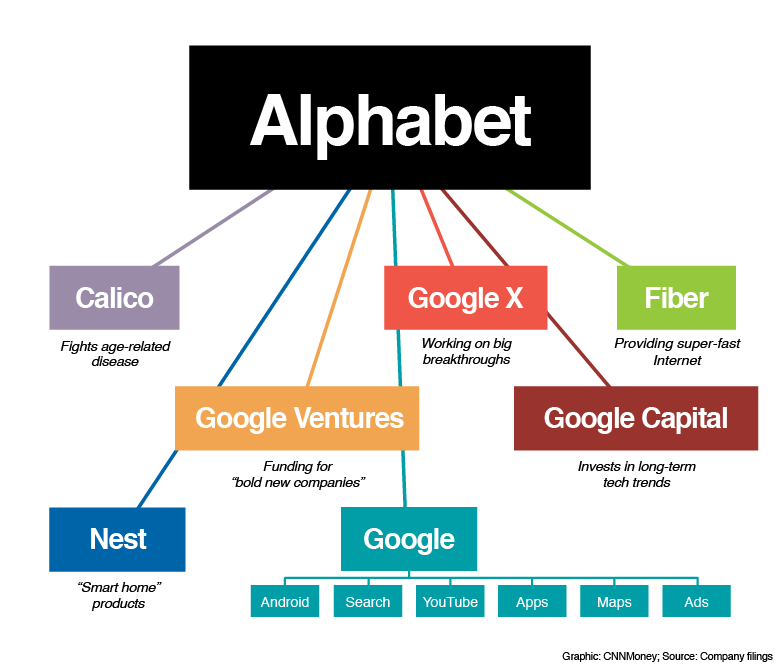 Alphabet
Calico
Fights age-related
disease
Google X
Working on big
breakthroughs
Fiber
Providing super-fast
Internet
Google Ventures
Funding for
“bold new companies”
Google Capital
Invests in long-term
tech trends
Nest
“Smart home”
products
Google
Android
Search
YouTube
Apps
Maps
Ads
Graphic: CNNMoney; Source: Company filings